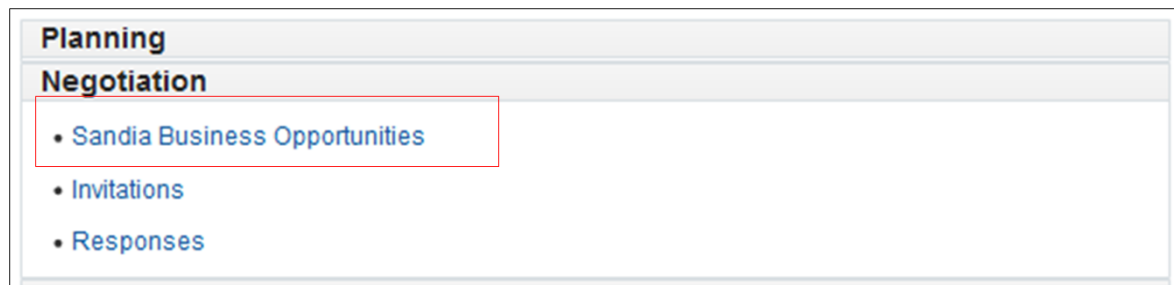 Planning
Negotiation
• Sandia Business Opportunities
• Invitations
• Responses